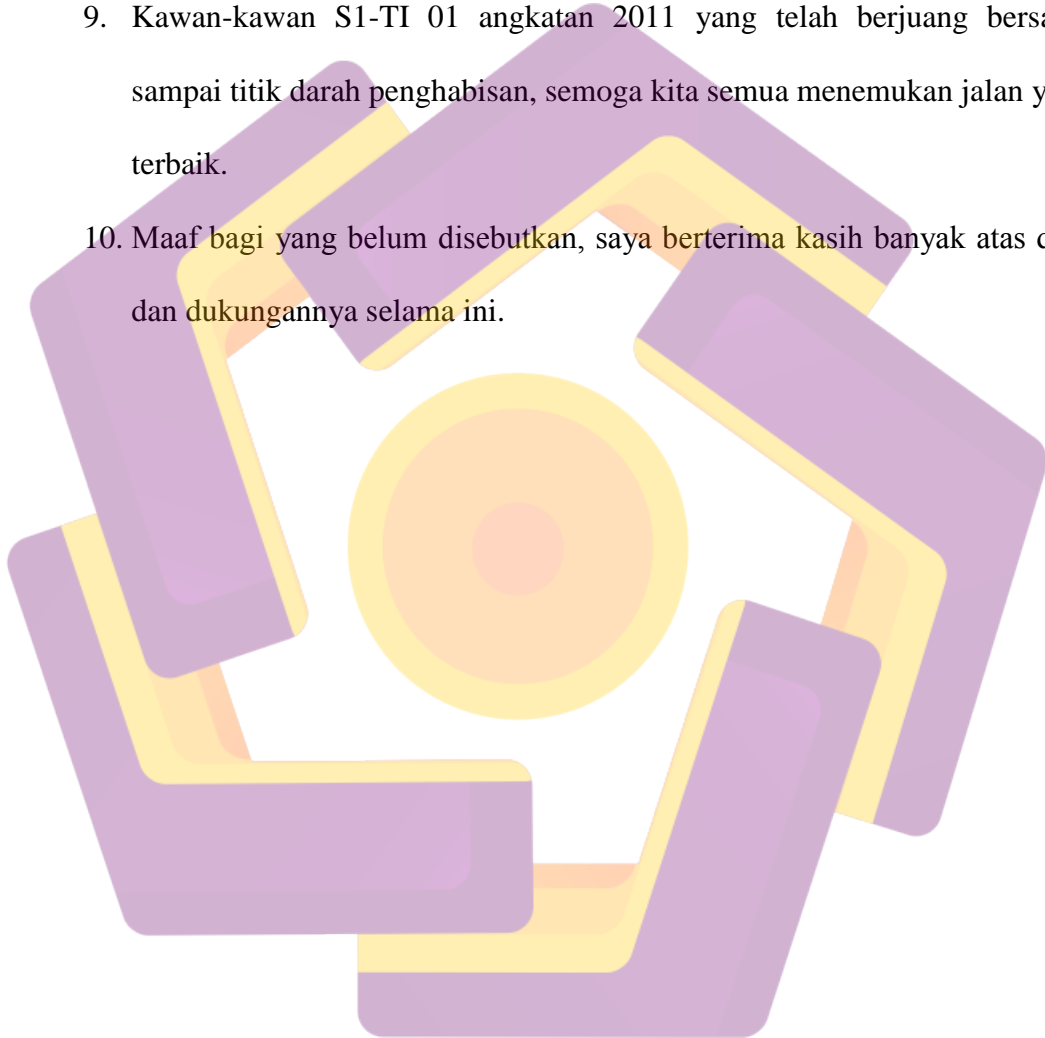 9. Kawan-kawan S1-TI 01 angkatan 2011 yang telah berjuang
sampai titik darah penghabisan, semoga kita semua menemukan jalan
terbaik.
10. Maaf bagi yang belum disebutkan, saya berterima kasih banyak atas
dan dukungannya selama ini.